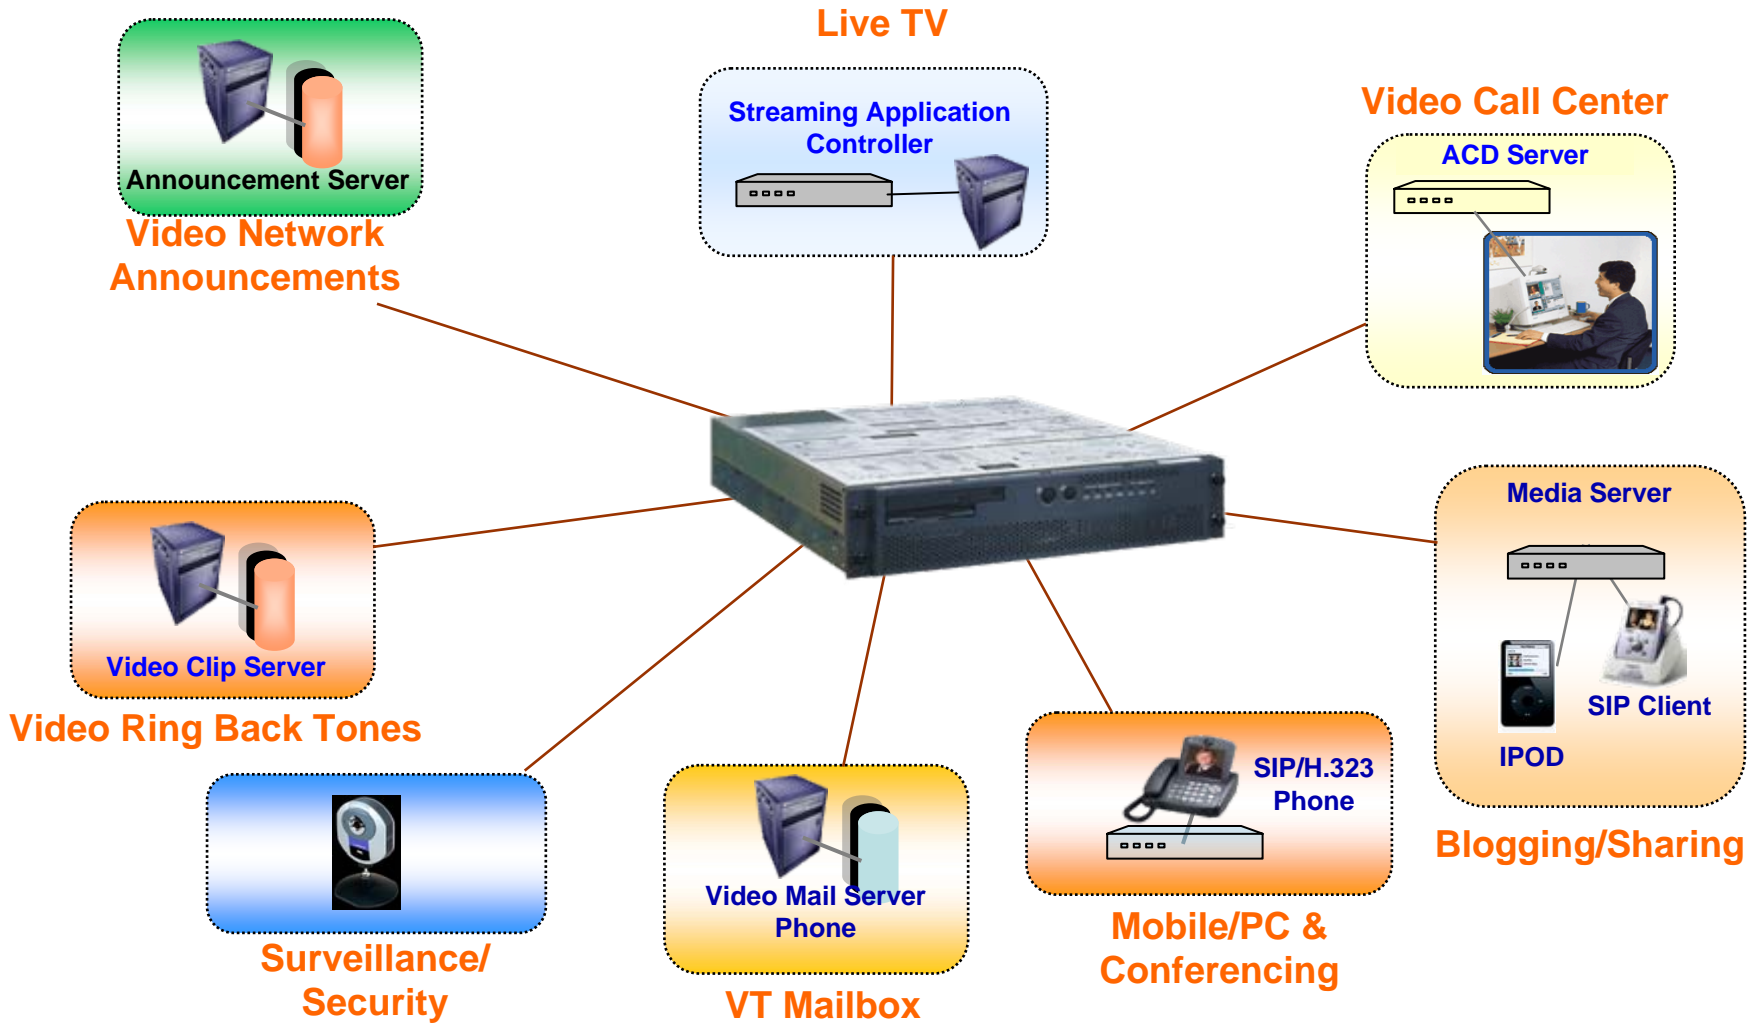 Live TV
Streaming Application
Controller
Announcement Server
Video Network
Announcements
Video Call Center
ACD Server
Media Server
SIP Client
IPOD
Blogging/Sharing
Video Clip Server
Video Ring Back Tones
Surveillance/
Security
Video Mail Server
Phone
VT Mailbox
SIP/H.323
Phone
Mobile/PC &
Conferencing